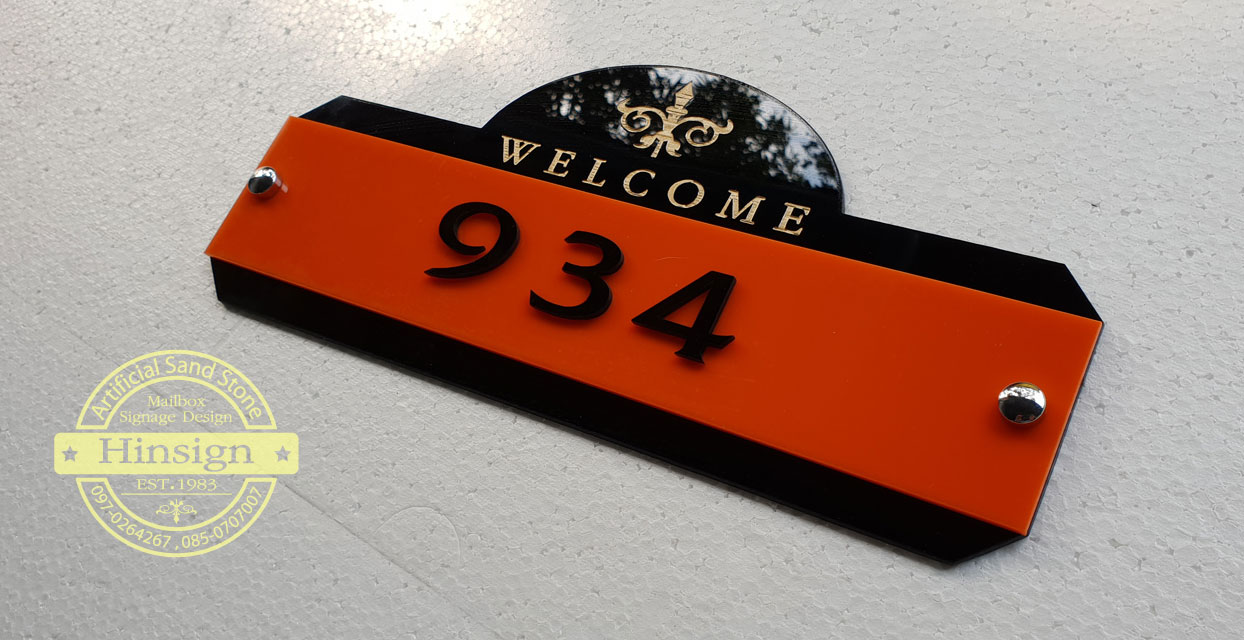 WELCOME
934
Artificial Sand Stone
Mailbox
Signage Design
Hinsign
EST.1983
097-0264267 , 085-0707007